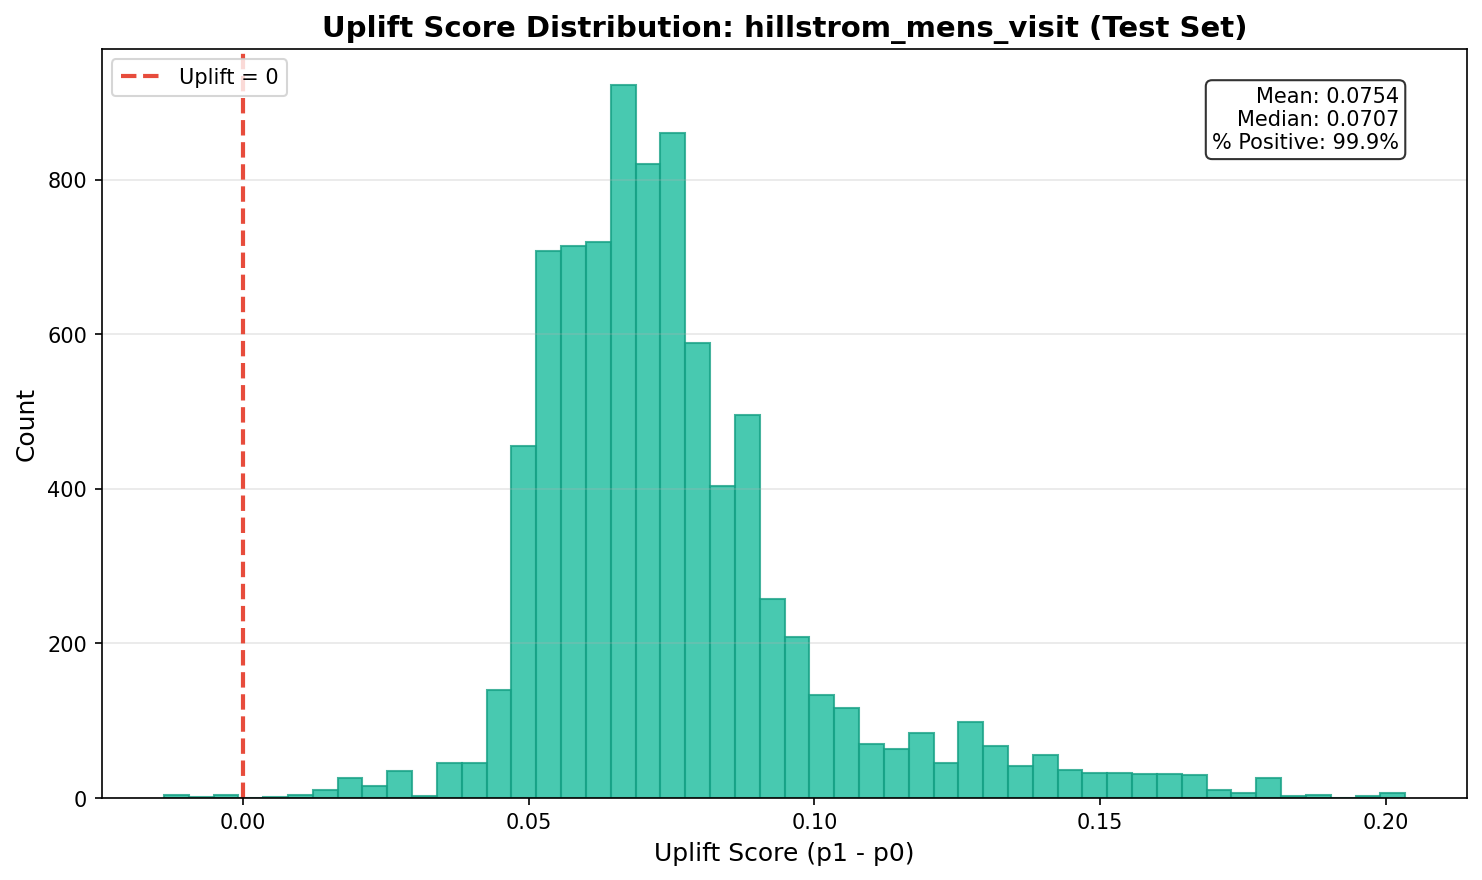 Uplift Score Distribution: hillstrom_mens_visit (Test Set)
Uplift = 0
Mean: 0.0754
Median: 0.0707
% Positive: 99.9%
Count
800
600
400
200
0
0.00
0.05
0.10
0.15
0.20
Uplift Score (p1 - p0)